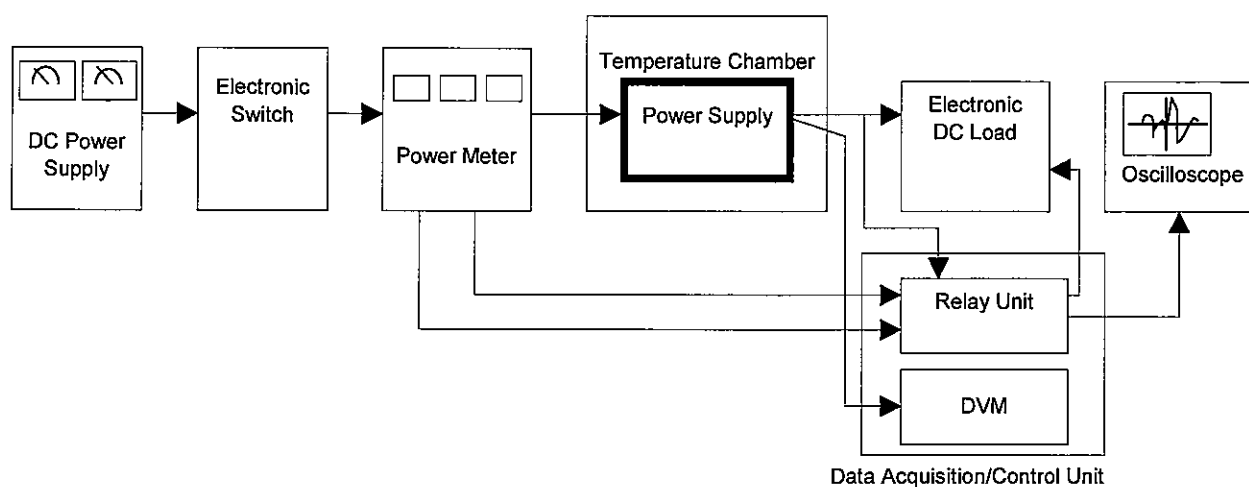 DC Power
Supply
Electronic
Switch
Power Meter
Temperature Chamber
Power Supply
Electronic
DC Load
Oscilloscope
Relay Unit
DVM
Data Acquisition/Control Unit